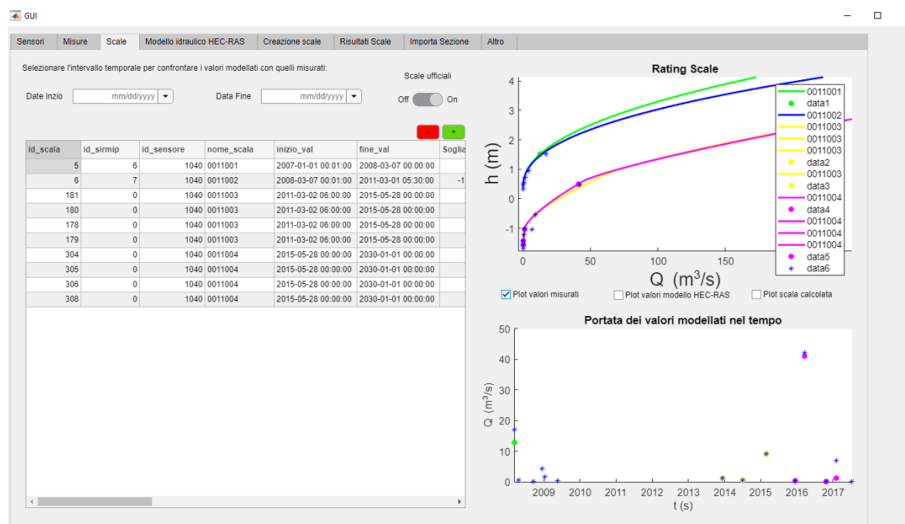 GUI
Sensori Misure Scale Modello idraulico HEC-RAS Creazione scale Risultati Scale Importa Sezione Altro
Selezionare l'intervallo temporale per confrontare i valori modellati con quelli misurati:
Scale ufficiali
Date Inzio mm/dd/yyyy Data Fine mm/dd/yyyy Off On
- +
id_scala id_sirmip id_sensore nome_scala inizio_val fine_val Soglia
5 6 1040 0011001 2007-01-01 00:01:00 2008-03-07 00:00:00
6 7 1040 0011002 2008-03-07 00:01:00 2011-03-01 05:30:00 -1
181 0 1040 0011003 2011-03-02 06:00:00 2015-05-28 00:00:00
180 0 1040 0011003 2011-03-02 06:00:00 2015-05-28 00:00:00
178 0 1040 0011003 2011-03-02 06:00:00 2015-05-28 00:00:00
179 0 1040 0011003 2011-03-02 06:00:00 2015-05-28 00:00:00
304 0 1040 0011004 2015-05-28 00:00:00 2030-01-01 00:00:00
305 0 1040 0011004 2015-05-28 00:00:00 2030-01-01 00:00:00
306 0 1040 0011004 2015-05-28 00:00:00 2030-01-01 00:00:00
308 0 1040 0011004 2015-05-28 00:00:00 2030-01-01 00:00:00
Rating Scale
h (m)
4
3
2
1
0
-1
0 50 100 150
Q (m³/s)
0011001
data1
0011002
0011003
0011003
data2
0011003
data3
0011004
data4
0011004
0011004
0011004
data5
data6
Plot valori misurati Plot valori modello HEC-RAS Plot scala calcolata
Portata dei valori modellati nel tempo
Q (m³/s)
50
40
30
20
10
0
2009 2010 2011 2012 2013 2014 2015 2016 2017
t (s)